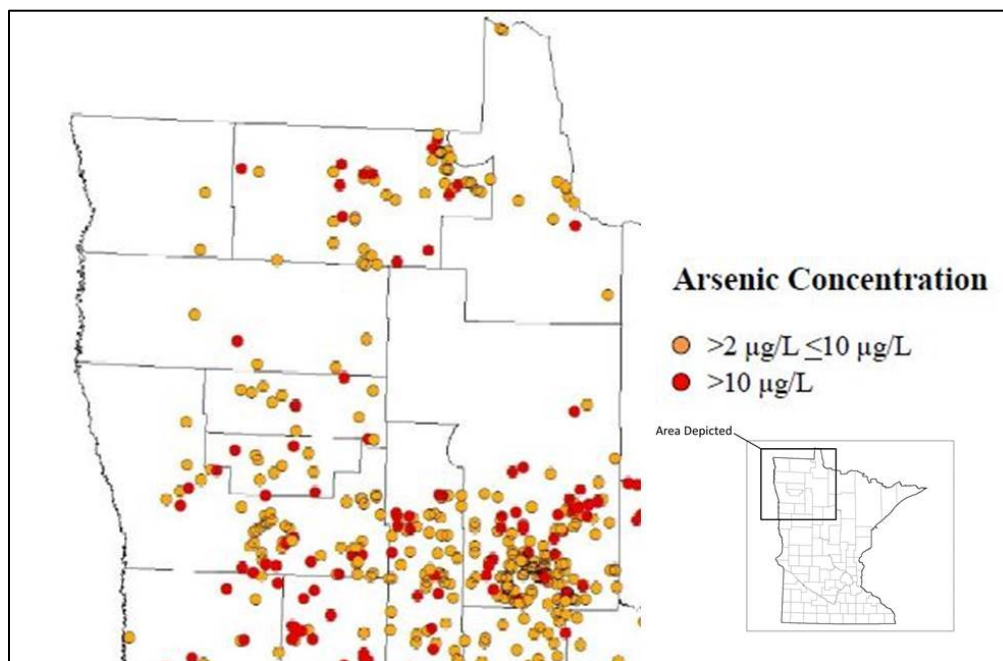 Arsenic Concentration
>2 µg/L ≤10 µg/L
>10 µg/L
Area Depicted